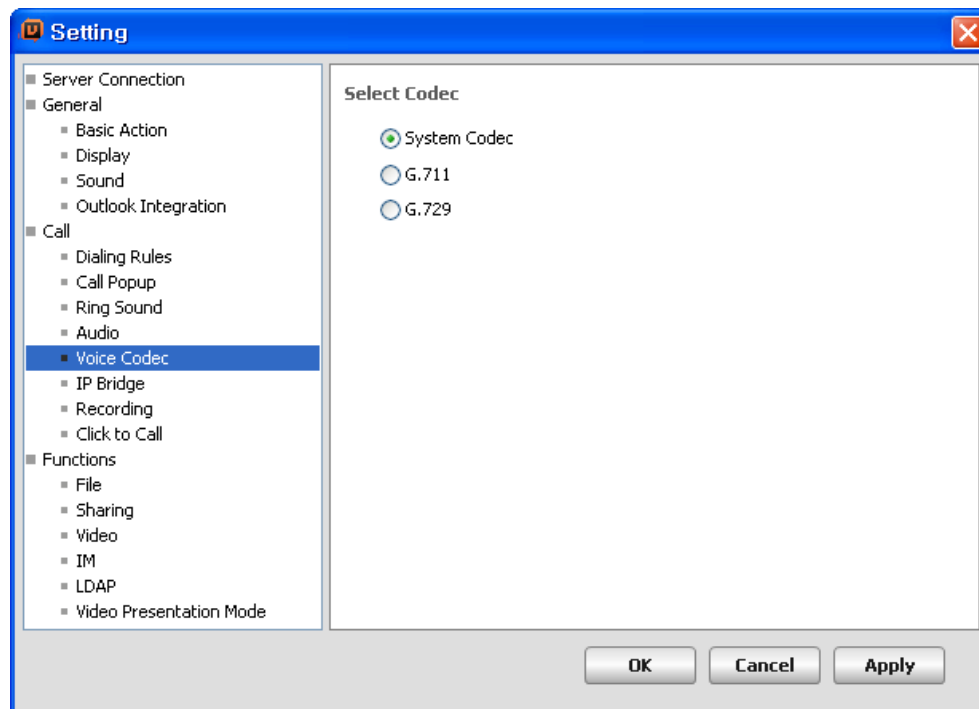 Setting
Server Connection
General
Basic Action
Display
Sound
Outlook Integration
Call
Dialing Rules
Call Popup
Ring Sound
Audio
Voice Codec
IP Bridge
Recording
Click to Call
Functions
File
Sharing
Video
IM
LDAP
Video Presentation Mode
Select Codec
System Codec
G.711
G.729
OK
Cancel
Apply